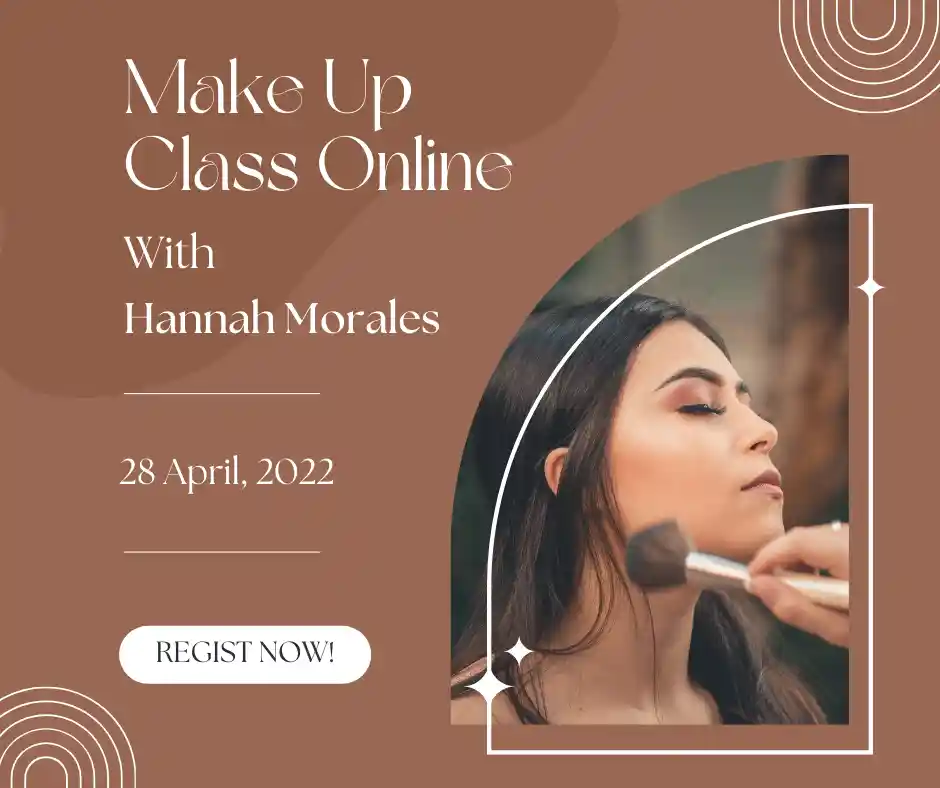 Make Up
Class Online
With
Hannah Morales
28 April, 2022
REGIST NOW!